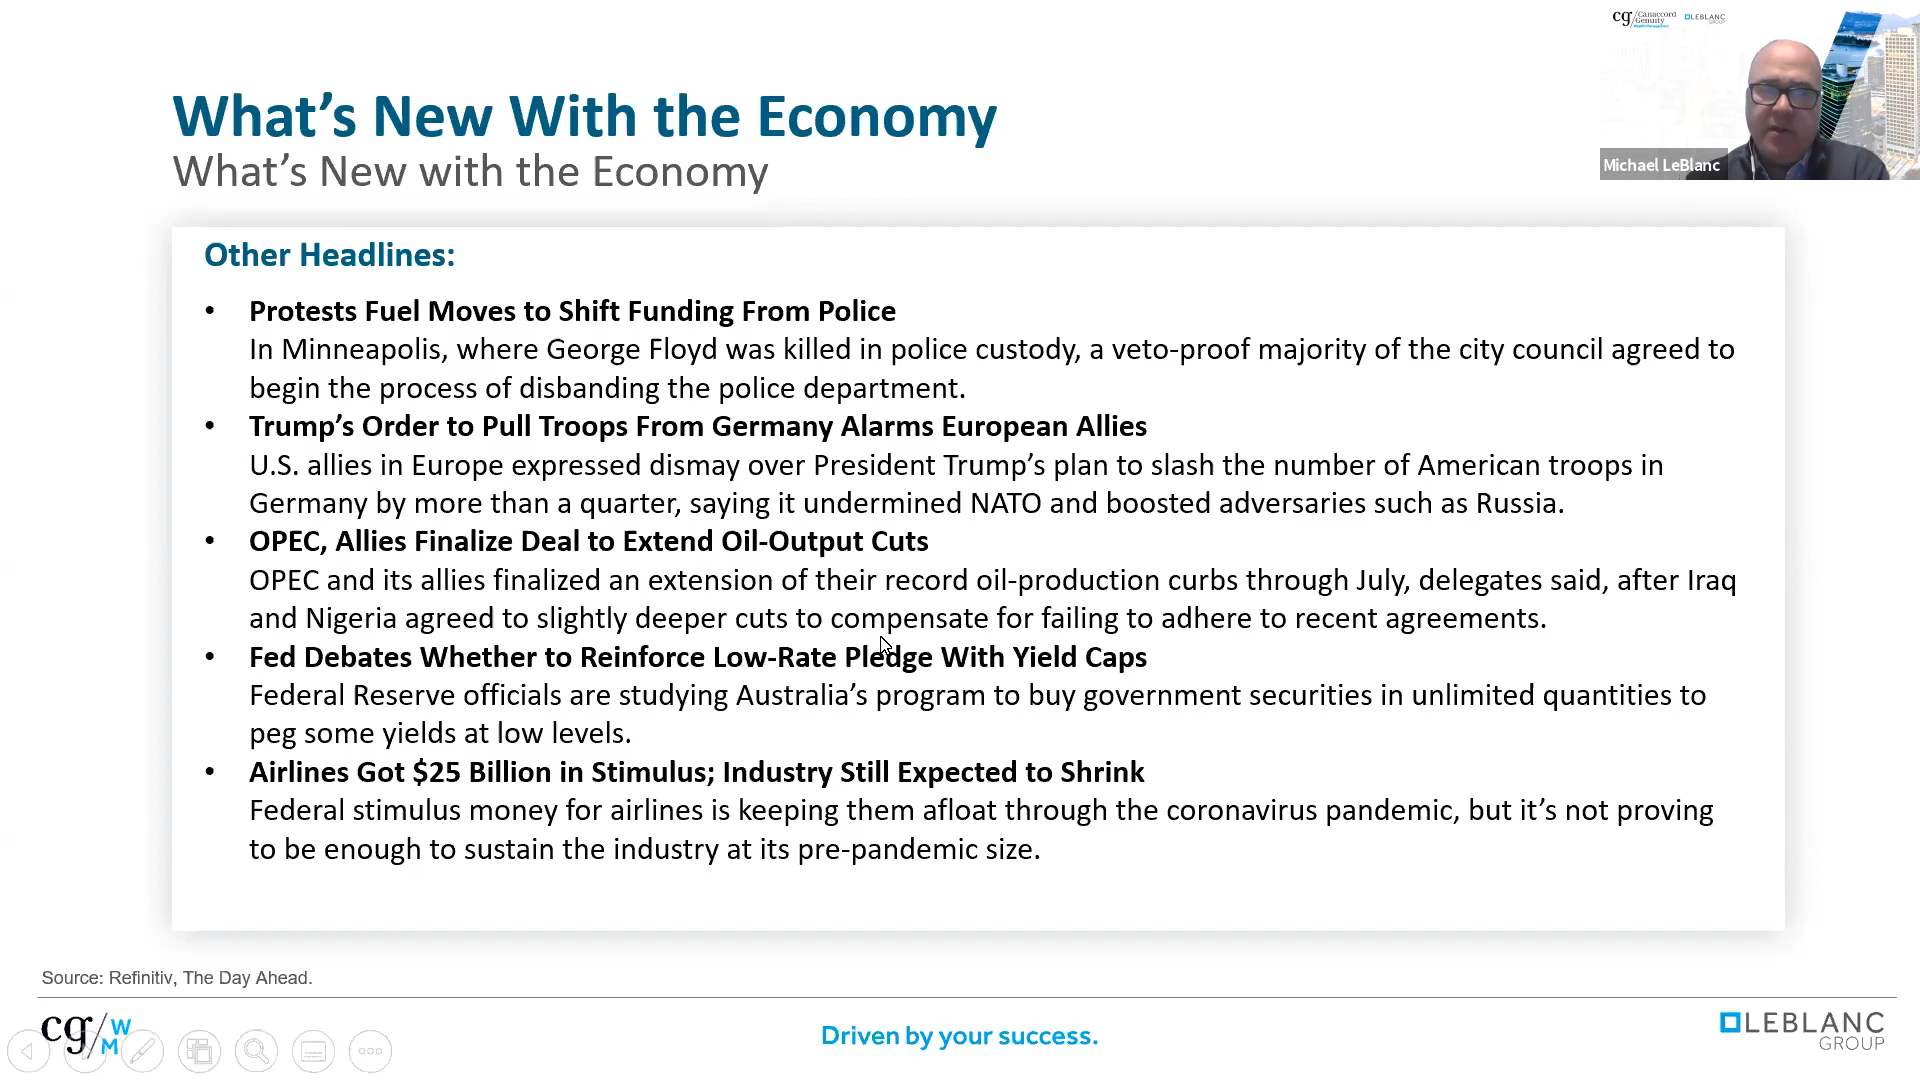 cg/Canaccord Genuity
Wealth Management
LEBLANC
GROUP
What’s New With the Economy
What’s New with the Economy
Michael LeBlanc
Other Headlines:
• Protests Fuel Moves to Shift Funding From Police
In Minneapolis, where George Floyd was killed in police custody, a veto-proof majority of the city council agreed to
begin the process of disbanding the police department.
• Trump’s Order to Pull Troops From Germany Alarms European Allies
U.S. allies in Europe expressed dismay over President Trump’s plan to slash the number of American troops in
Germany by more than a quarter, saying it undermined NATO and boosted adversaries such as Russia.
• OPEC, Allies Finalize Deal to Extend Oil-Output Cuts
OPEC and its allies finalized an extension of their record oil-production curbs through July, delegates said, after Iraq
and Nigeria agreed to slightly deeper cuts to compensate for failing to adhere to recent agreements.
• Fed Debates Whether to Reinforce Low-Rate Pledge With Yield Caps
Federal Reserve officials are studying Australia’s program to buy government securities in unlimited quantities to
peg some yields at low levels.
• Airlines Got $25 Billion in Stimulus; Industry Still Expected to Shrink
Federal stimulus money for airlines is keeping them afloat through the coronavirus pandemic, but it’s not proving
to be enough to sustain the industry at its pre-pandemic size.
Source: Refinitiv, The Day Ahead.
cg/WM
Driven by your success.
LEBLANC
GROUP